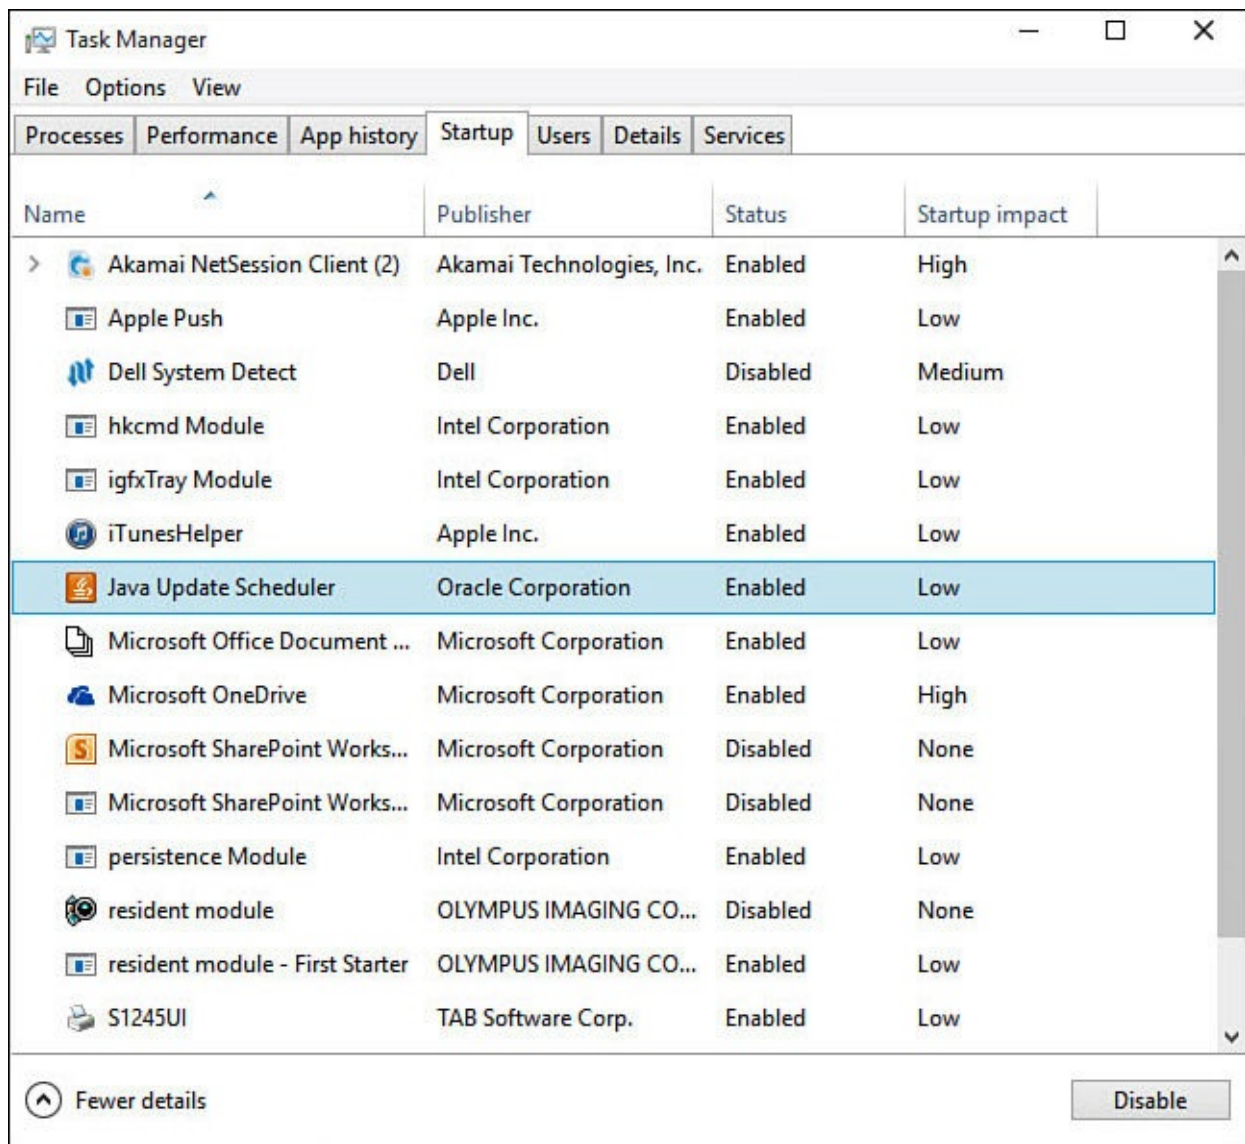 Task Manager
File Options View
Processes Performance App history Startup Users Details Services
Name Publisher Status Startup impact
Akamai NetSession Client (2) Akamai Technologies, Inc. Enabled High
Apple Push Apple Inc. Enabled Low
Dell System Detect Dell Disabled Medium
hkcmd Module Intel Corporation Enabled Low
igfxTray Module Intel Corporation Enabled Low
iTunesHelper Apple Inc. Enabled Low
Java Update Scheduler Oracle Corporation Enabled Low
Microsoft Office Document ... Microsoft Corporation Enabled Low
Microsoft OneDrive Microsoft Corporation Enabled High
Microsoft SharePoint Works... Microsoft Corporation Disabled None
Microsoft SharePoint Works... Microsoft Corporation Disabled None
persistence Module Intel Corporation Enabled Low
resident module OLYMPUS IMAGING CO... Disabled None
resident module - First Starter OLYMPUS IMAGING CO... Enabled Low
S1245UI TAB Software Corp. Enabled Low
Fewer details Disable